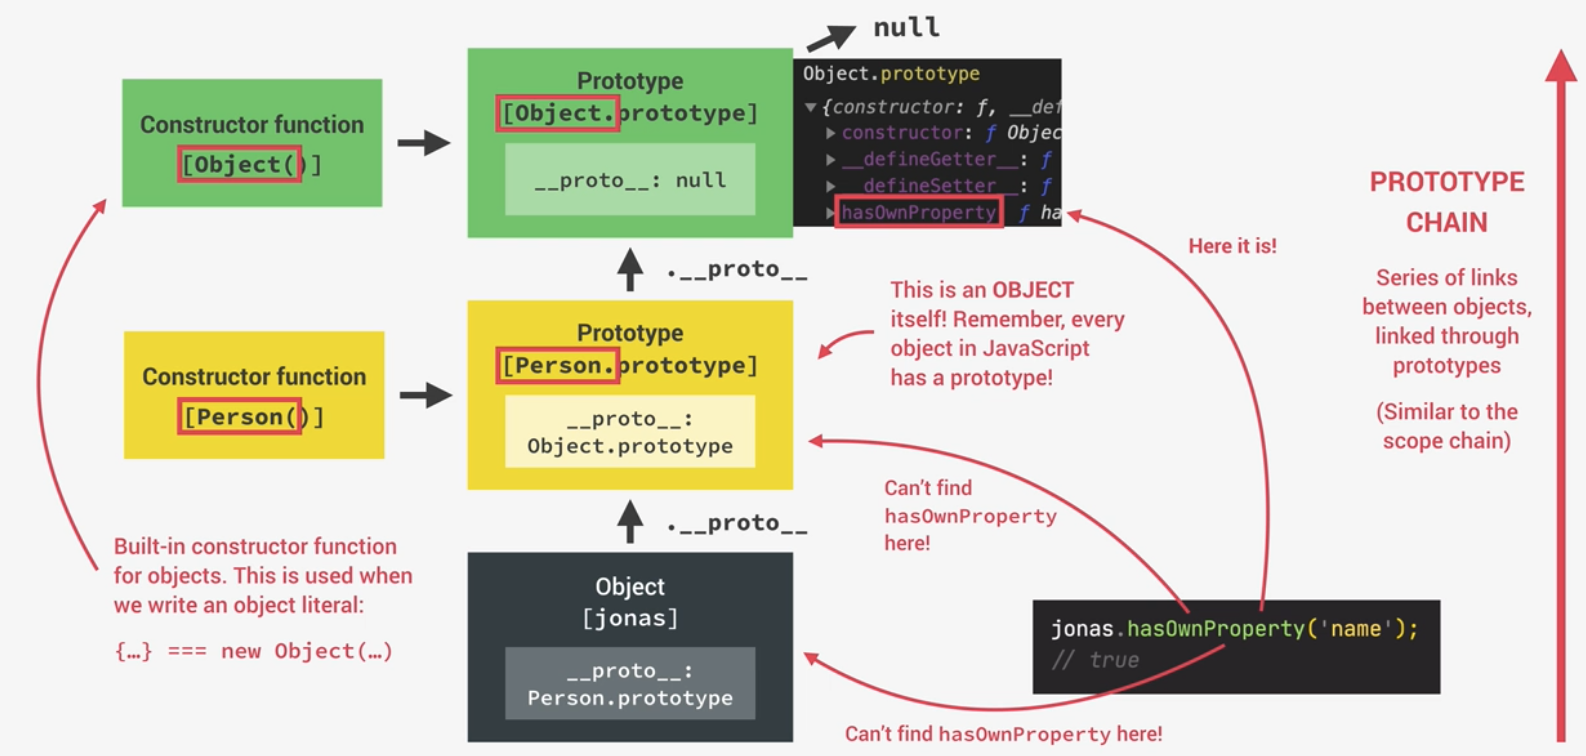 null
Prototype
[Object.prototype]
__proto__: null
Constructor function
[Object()]
Object.prototype
{constructor: ƒ, __def
constructor: ƒ Objec
__defineGetter__: ƒ
__defineSetter__: ƒ
hasOwnProperty ƒ ha
Here it is!
PROTOTYPE
CHAIN
Series of links
between objects,
linked through
prototypes
(Similar to the
scope chain)
.__proto__
This is an OBJECT
itself! Remember, every
object in JavaScript
has a prototype!
Constructor function
[Person()]
Prototype
[Person.prototype]
__proto__:
Object.prototype
Can't find
hasOwnProperty
here!
.__proto__
Built-in constructor function
for objects. This is used when
we write an object literal:
{…} === new Object(…)
Object
[jonas]
__proto__:
Person.prototype
jonas.hasOwnProperty('name');
// true
Can't find hasOwnProperty here!